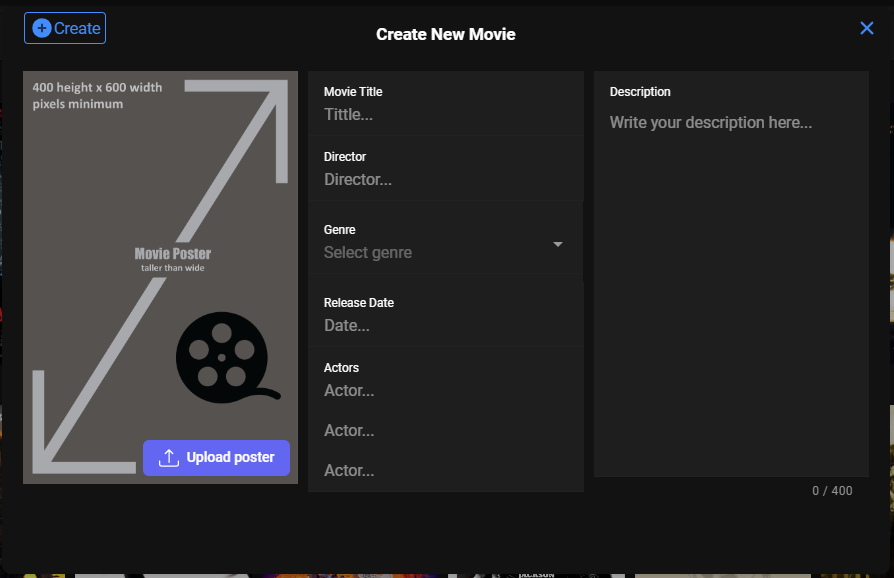 Create
Create New Movie
400 height x 600 width
pixels minimum
Movie Poster
taller than wide
Upload poster
Movie Title
Tittle...
Director
Director...
Genre
Select genre
Release Date
Date...
Actors
Actor...
Actor...
Actor...
Description
Write your description here...
0 / 400
JACKSON